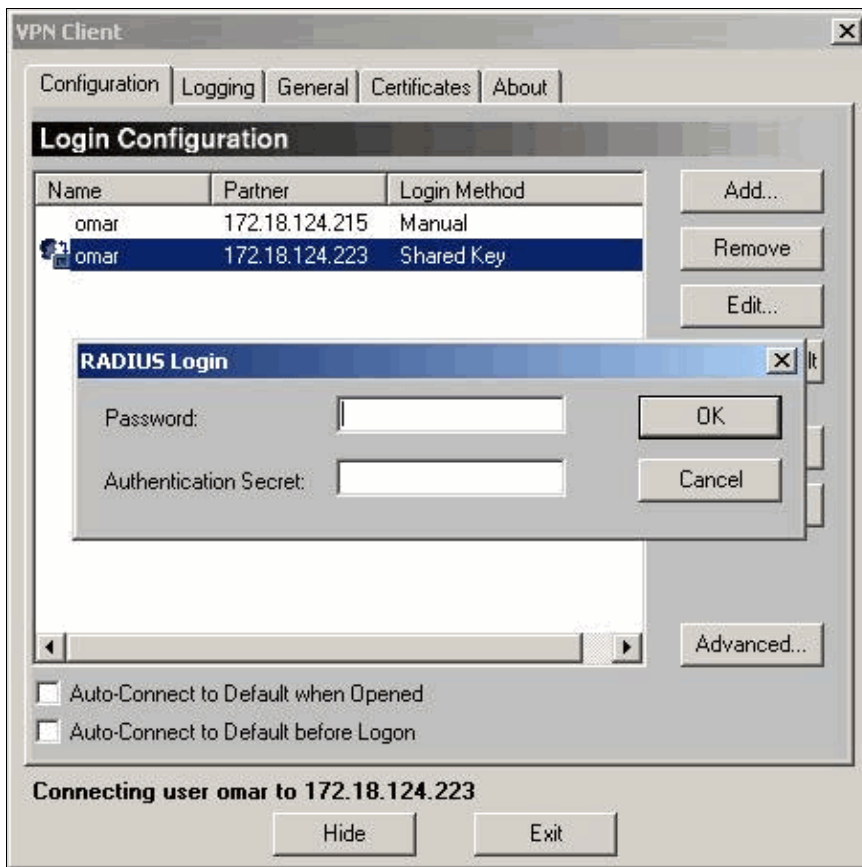 VPN Client
Configuration Logging General Certificates About
Login Configuration
Name Partner Login Method
omar 172.18.124.215 Manual
omar 172.18.124.223 Shared Key
Add...
Remove
Edit...
RADIUS Login
lt
Password:
OK
Authentication Secret:
Cancel
Advanced...
Auto-Connect to Default when Opened
Auto-Connect to Default before Logon
Connecting user omar to 172.18.124.223
Hide Exit